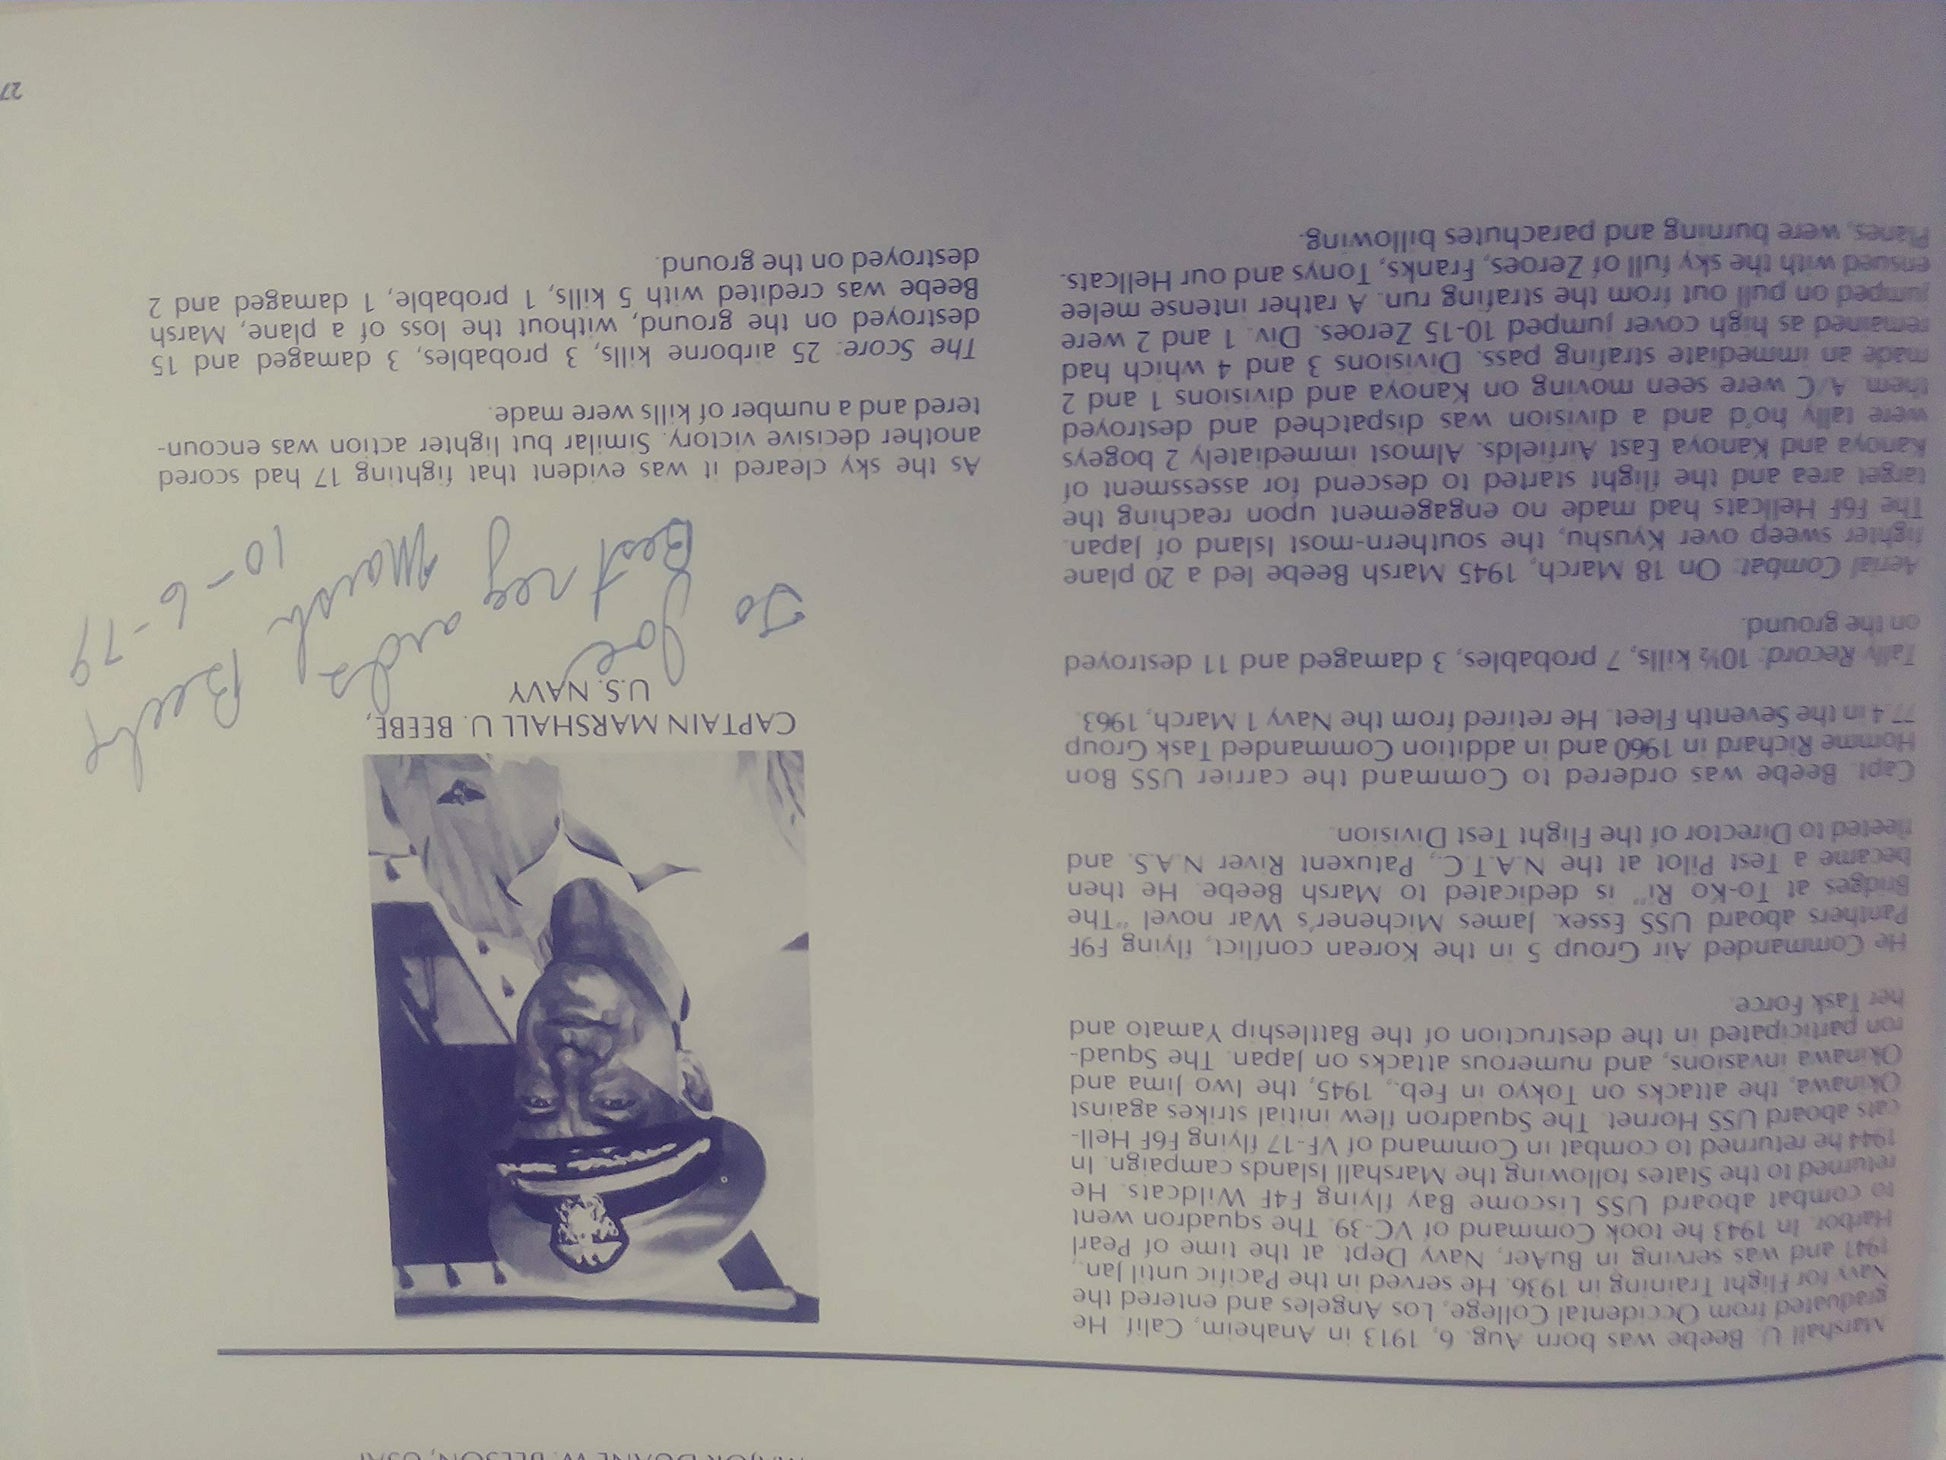 Marshall U. Beebe was born Aug. 6, 1913 in Anaheim, Calif. He
graduated from Occidental College, Los Angeles and entered the
Navy for Flight Training in 1936. He served in the Pacific until Jan.,
1941 and was serving in BuAer, Navy Dept. at the time of Pearl
Harbor. In 1943 he took Command of VC-39. The squadron went
to combat aboard USS Liscome Bay flying F4F Wildcats. He
returned to the States following the Marshall Islands campaign. In
1944 he returned to combat in Command of VF-17 flying F6F Hell-
cats aboard USS Hornet. The Squadron flew initial strikes against
Okinawa, the attacks on Tokyo in Feb., 1945, the Iwo Jima and
Okinawa invasions, and numerous attacks on Japan. The Squad-
ron participated in the destruction of the Battleship Yamato and
her Task Force.
He Commanded Air Group 5 in the Korean conflict, flying F9F
Panthers aboard USS Essex. James Michener's War novel "The
Bridges at To-Ko Ri" is dedicated to Marsh Beebe. He then
became a Test Pilot at the N.A.T.C., Patuxent River N.A.S. and
fleeted to Director of the Flight Test Division.
Capt. Beebe was ordered to Command the carrier USS Bon
Homme Richard in 1960 and in addition Commanded Task Group
77.4 in the Seventh Fleet. He retired from the Navy 1 March, 1963.
Tally Record: 10½ kills, 7 probables, 3 damaged and 11 destroyed
on the ground.
Aerial Combat: On 18 March, 1945 Marsh Beebe led a 20 plane
fighter sweep over Kyushu, the southern-most Island of Japan.
The F6F Hellcats had made no engagement upon reaching the
target area and the flight started to descend for assessment of
Kanoya and Kanoya East Airfields. Almost immediately 2 bogeys
were tally ho'd and a division was dispatched and destroyed
them. A/C were seen moving on Kanoya and divisions 1 and 2
made an immediate strafing pass. Divisions 3 and 4 which had
remained as high cover jumped 10-15 Zeroes. Div. 1 and 2 were
jumped on pull out from the strafing run. A rather intense melee
ensued with the sky full of Zeroes, Franks, Tonys and our Hellcats.
Planes, were burning and parachutes billowing.
CAPTAIN MARSHALL U. BEEBE,
U.S. NAVY
To Joe
Best regards
Marsh Beebe
10-6-79
As the sky cleared it was evident that fighting 17 had scored
another decisive victory. Similar but lighter action was encoun-
tered and a number of kills were made.
The Score: 25 airborne kills, 3 probables, 3 damaged and 15
destroyed on the ground, without the loss of a plane, Marsh
Beebe was credited with 5 kills, 1 probable, 1 damaged and 2
destroyed on the ground.
27